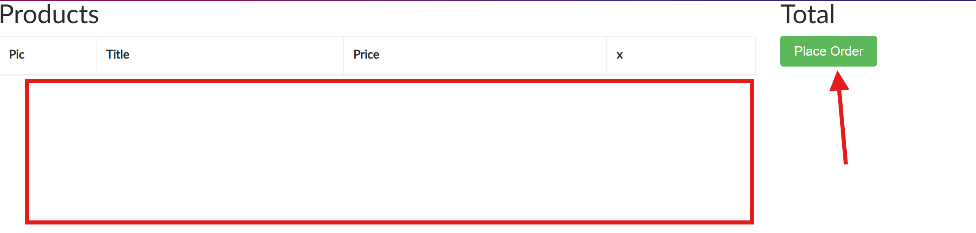 Products
Total
Pic Title Price x
Place Order